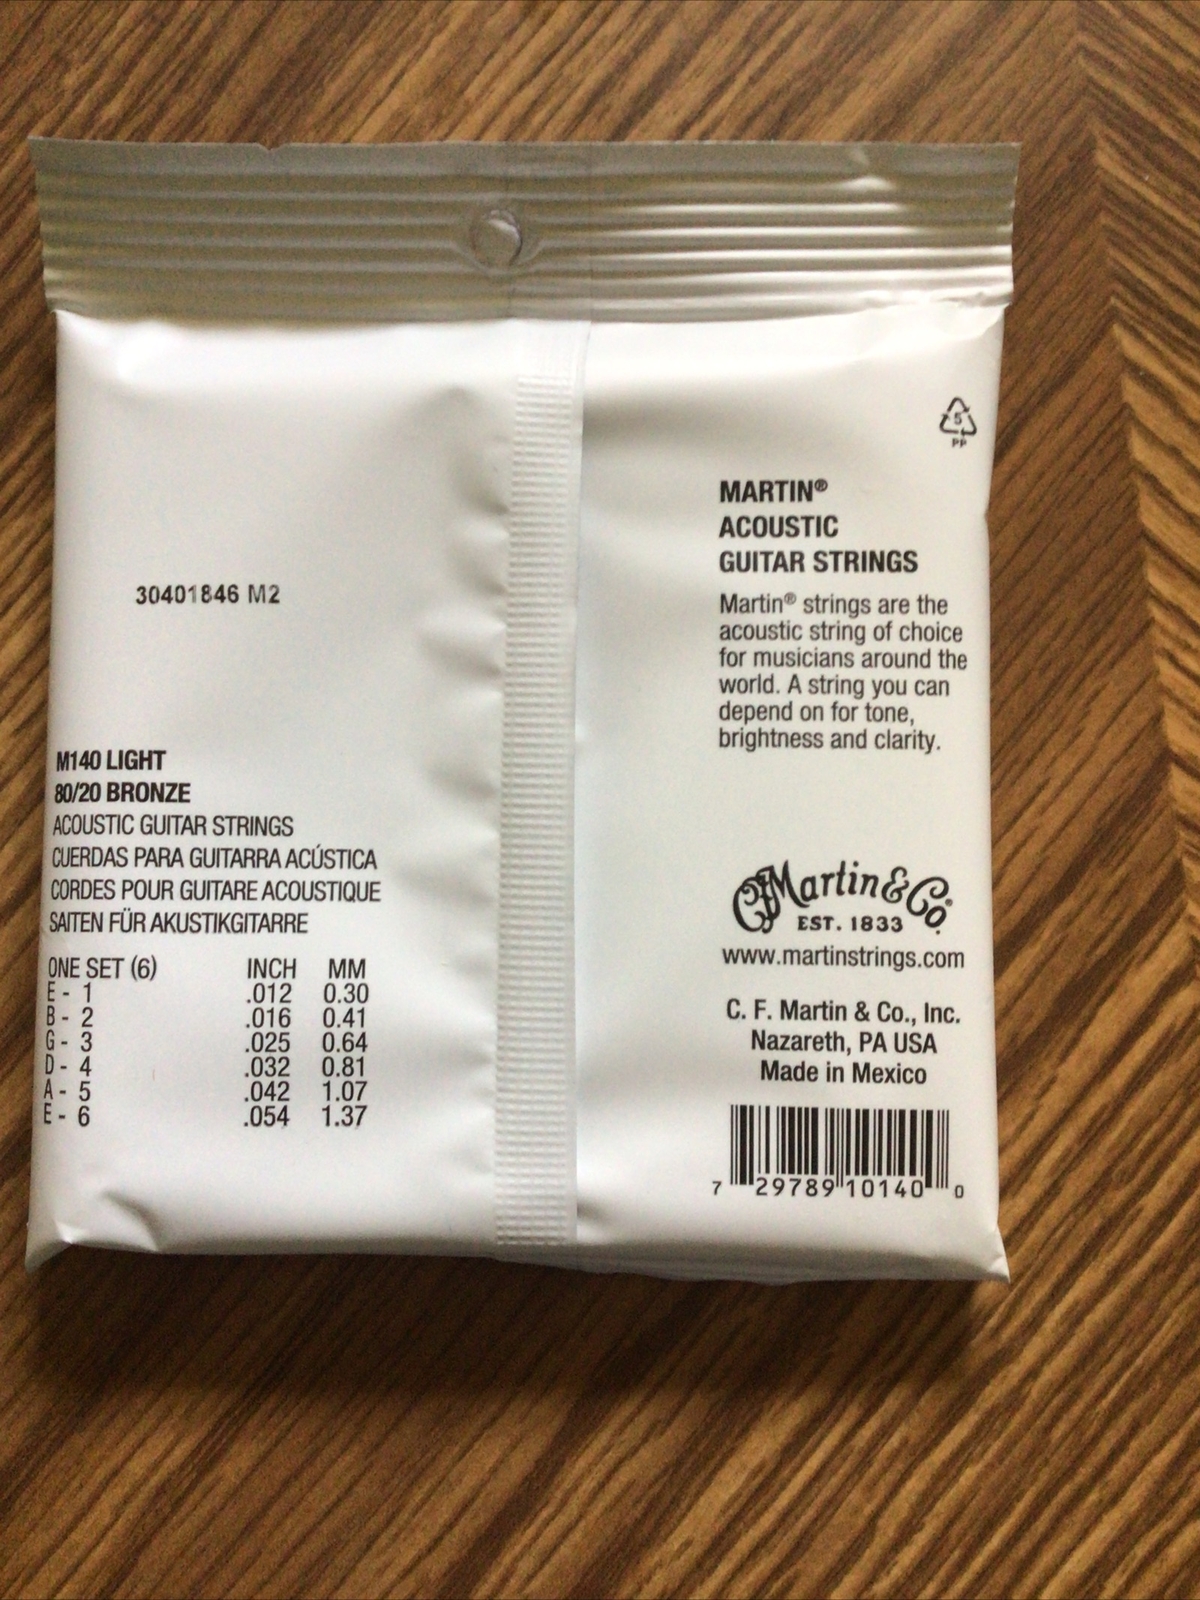 30401846 M2
M140 LIGHT
80/20 BRONZE
ACOUSTIC GUITAR STRINGS
CUERDAS PARA GUITARRA ACÚSTICA
CORDES POUR GUITARE ACOUSTIQUE
SAITEN FÜR AKUSTIKGITARRE
ONE SET (6) INCH MM
E - 1 .012 0.30
B - 2 .016 0.41
G - 3 .025 0.64
D - 4 .032 0.81
A - 5 .042 1.07
E - 6 .054 1.37
5
PP
MARTIN®
ACOUSTIC
GUITAR STRINGS
Martin® strings are the
acoustic string of choice
for musicians around the
world. A string you can
depend on for tone,
brightness and clarity.
CF Martin & Co®
EST. 1833
www.martinstrings.com
C. F. Martin & Co., Inc.
Nazareth, PA USA
Made in Mexico
7 29789 10140 0